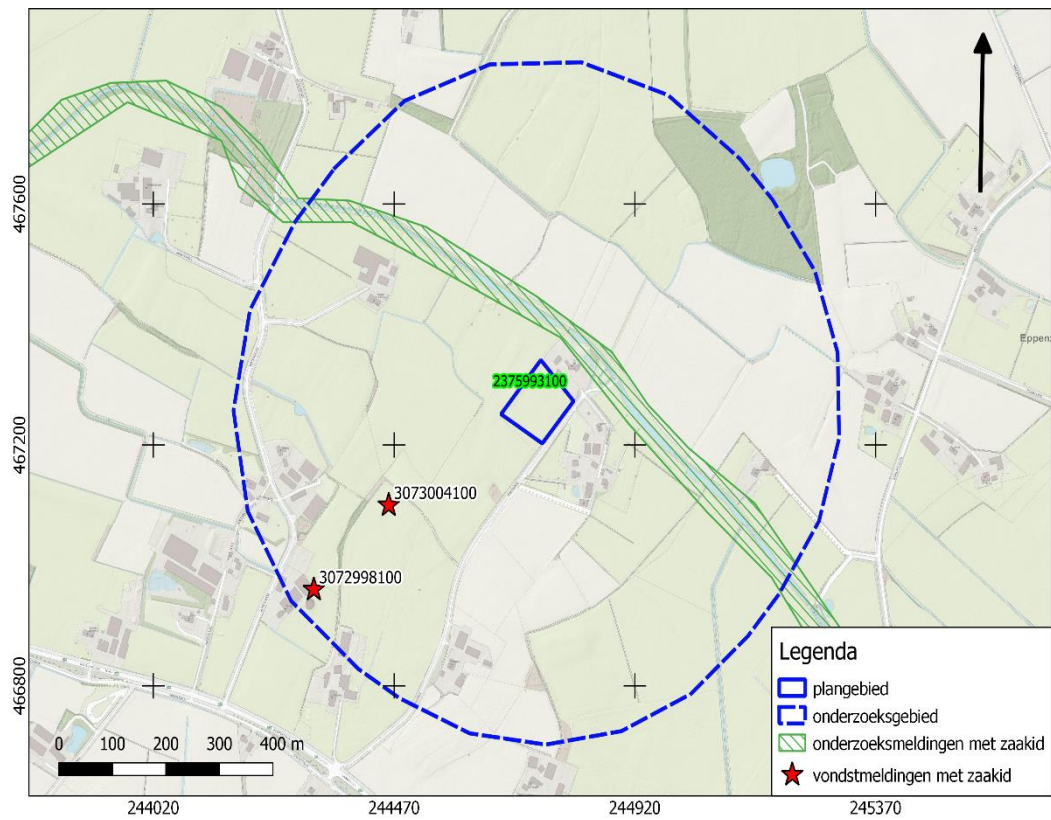 467600
467200
466800
Eppenz
2375993100
3073004100
3072998100
Legenda
plangebied
onderzoeksgebied
onderzoeksmeldingen met zaakid
vondstmeldingen met zaakid
0 100 200 300 400 m
244020 244470 244920 245370